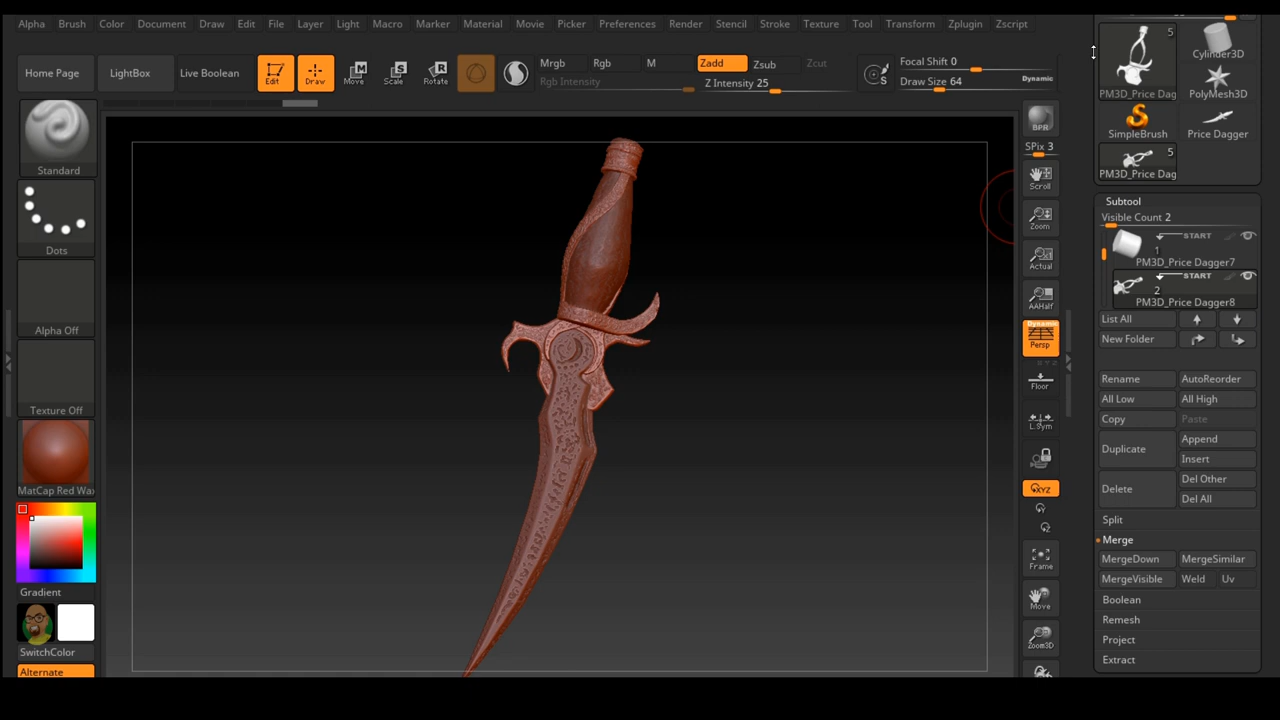 Alpha Brush Color Document Draw Edit File Layer Light Macro Marker Material Movie Picker Preferences Render Stencil Stroke Texture Tool Transform Zplugin Zscript
Home Page LightBox Live Boolean Edit Draw Move Scale Rotate
Mrgb Rgb M Zadd Zsub Zcut
Rgb Intensity Z Intensity 25
Focal Shift 0
Draw Size 64 Dynamic
Standard
Dots
Alpha Off
Texture Off
MatCap Red Wax
Gradient
SwitchColor
Alternate
BPR
SPix 3
Scroll
Zoom
Actual
AAHalf
Dynamic
Persp
Floor
L.Sym
XYZ
Y
Z
Frame
Move
Zoom3D
5
PM3D_Price Dag
Cylinder3D
PolyMesh3D
SimpleBrush
Price Dagger
5
PM3D_Price Dag
Subtool
Visible Count 2
START
1
PM3D_Price Dagger7
START
2
PM3D_Price Dagger8
List All
New Folder
Rename AutoReorder
All Low All High
Copy Paste
Duplicate Append
Insert
Delete Del Other
Del All
Split
Merge
MergeDown MergeSimilar
MergeVisible Weld Uv
Boolean
Remesh
Project
Extract